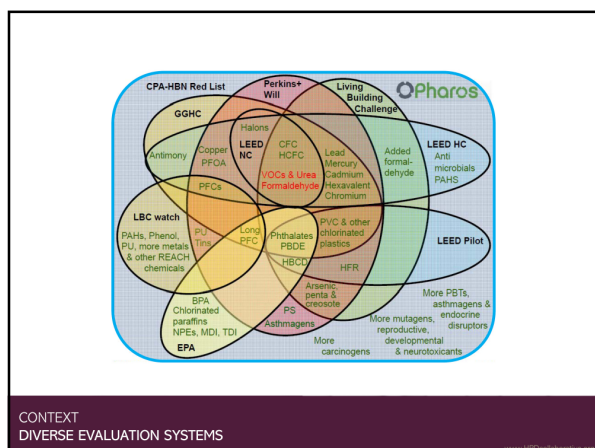 CPA-HBN Red List
Perkins+
Will
Living
Building
Challenge
Pharos
GGHC
Halons
LEED
NC
CFC
HCFC
VOCs & Urea
Formaldehyde
Copper
PFOA
Antimony
PFCs
Lead
Mercury
Cadmium
Hexavalent
Chromium
Added
formal-
dehyde
LEED HC
Anti
microbials
PAHS
LBC watch
PAHs, Phenol,
PU, more metals
& other REACH
chemicals
PU
Tins
Long
PFC
Phthalates
PBDE
HBCD
PVC & other
chlorinated
plastics
HFR
LEED Pilot
Arsenic,
penta &
creosote
BPA
Chlorinated
paraffins
NPEs, MDI, TDI
EPA
PS
Asthmagens
More
carcinogens
More mutagens,
reproductive,
developmental
& neurotoxicants
More PBTs,
asthmagens &
endocrine
disruptors
CONTEXT
DIVERSE EVALUATION SYSTEMS